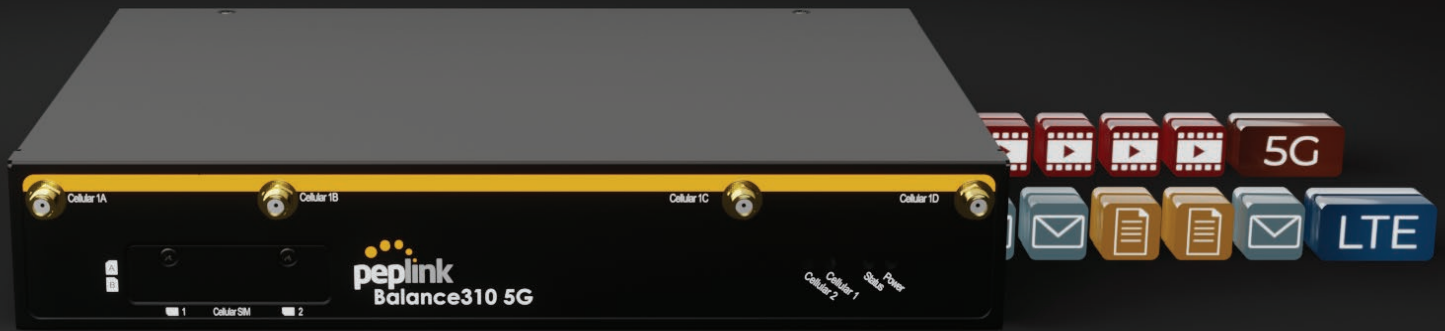 5G
Cellular 1A
Cellular 1B
Cellular 1C
Cellular 1D
LTE
A
B
peplink
Balance310 5G
Cellular 2
Cellular 1
Status
Power
1 Cellular SIM 2